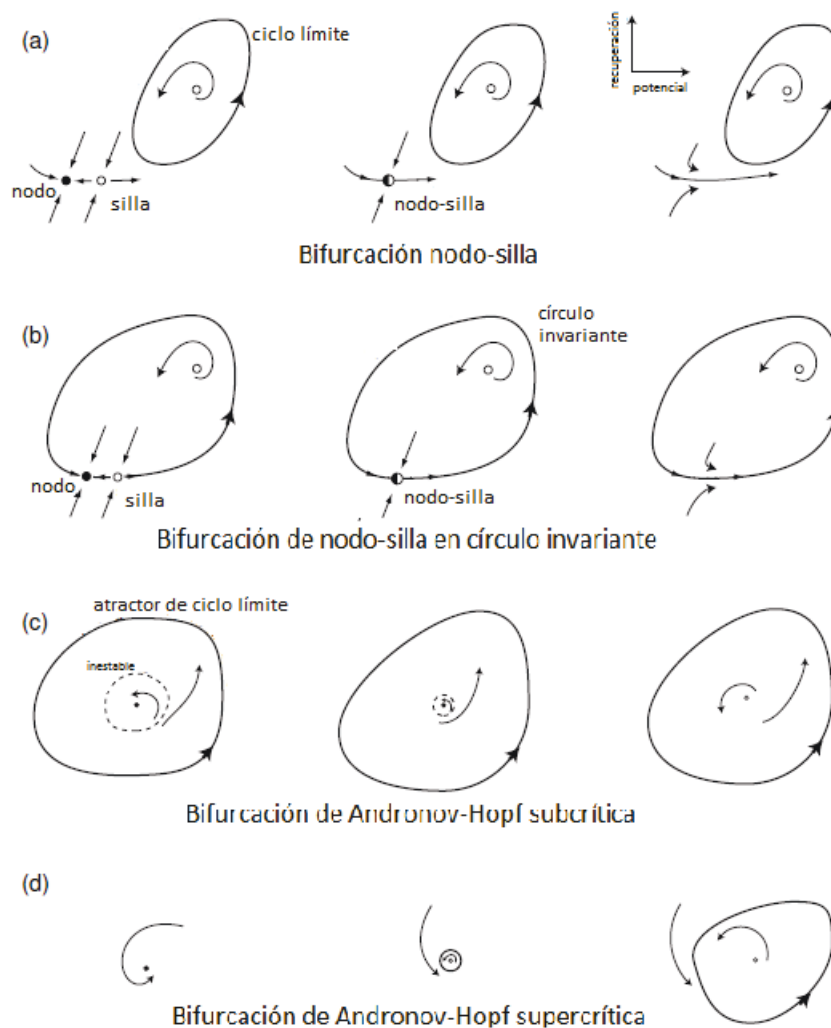 (a)
ciclo límite
recuperación
potencial
nodo
silla
nodo-silla
Bifurcación nodo-silla
(b)
círculo
invariante
nodo
silla
nodo-silla
Bifurcación de nodo-silla en círculo invariante
(c)
atractor de ciclo límite
inestable
Bifurcación de Andronov-Hopf subcrítica
(d)
Bifurcación de Andronov-Hopf supercrítica